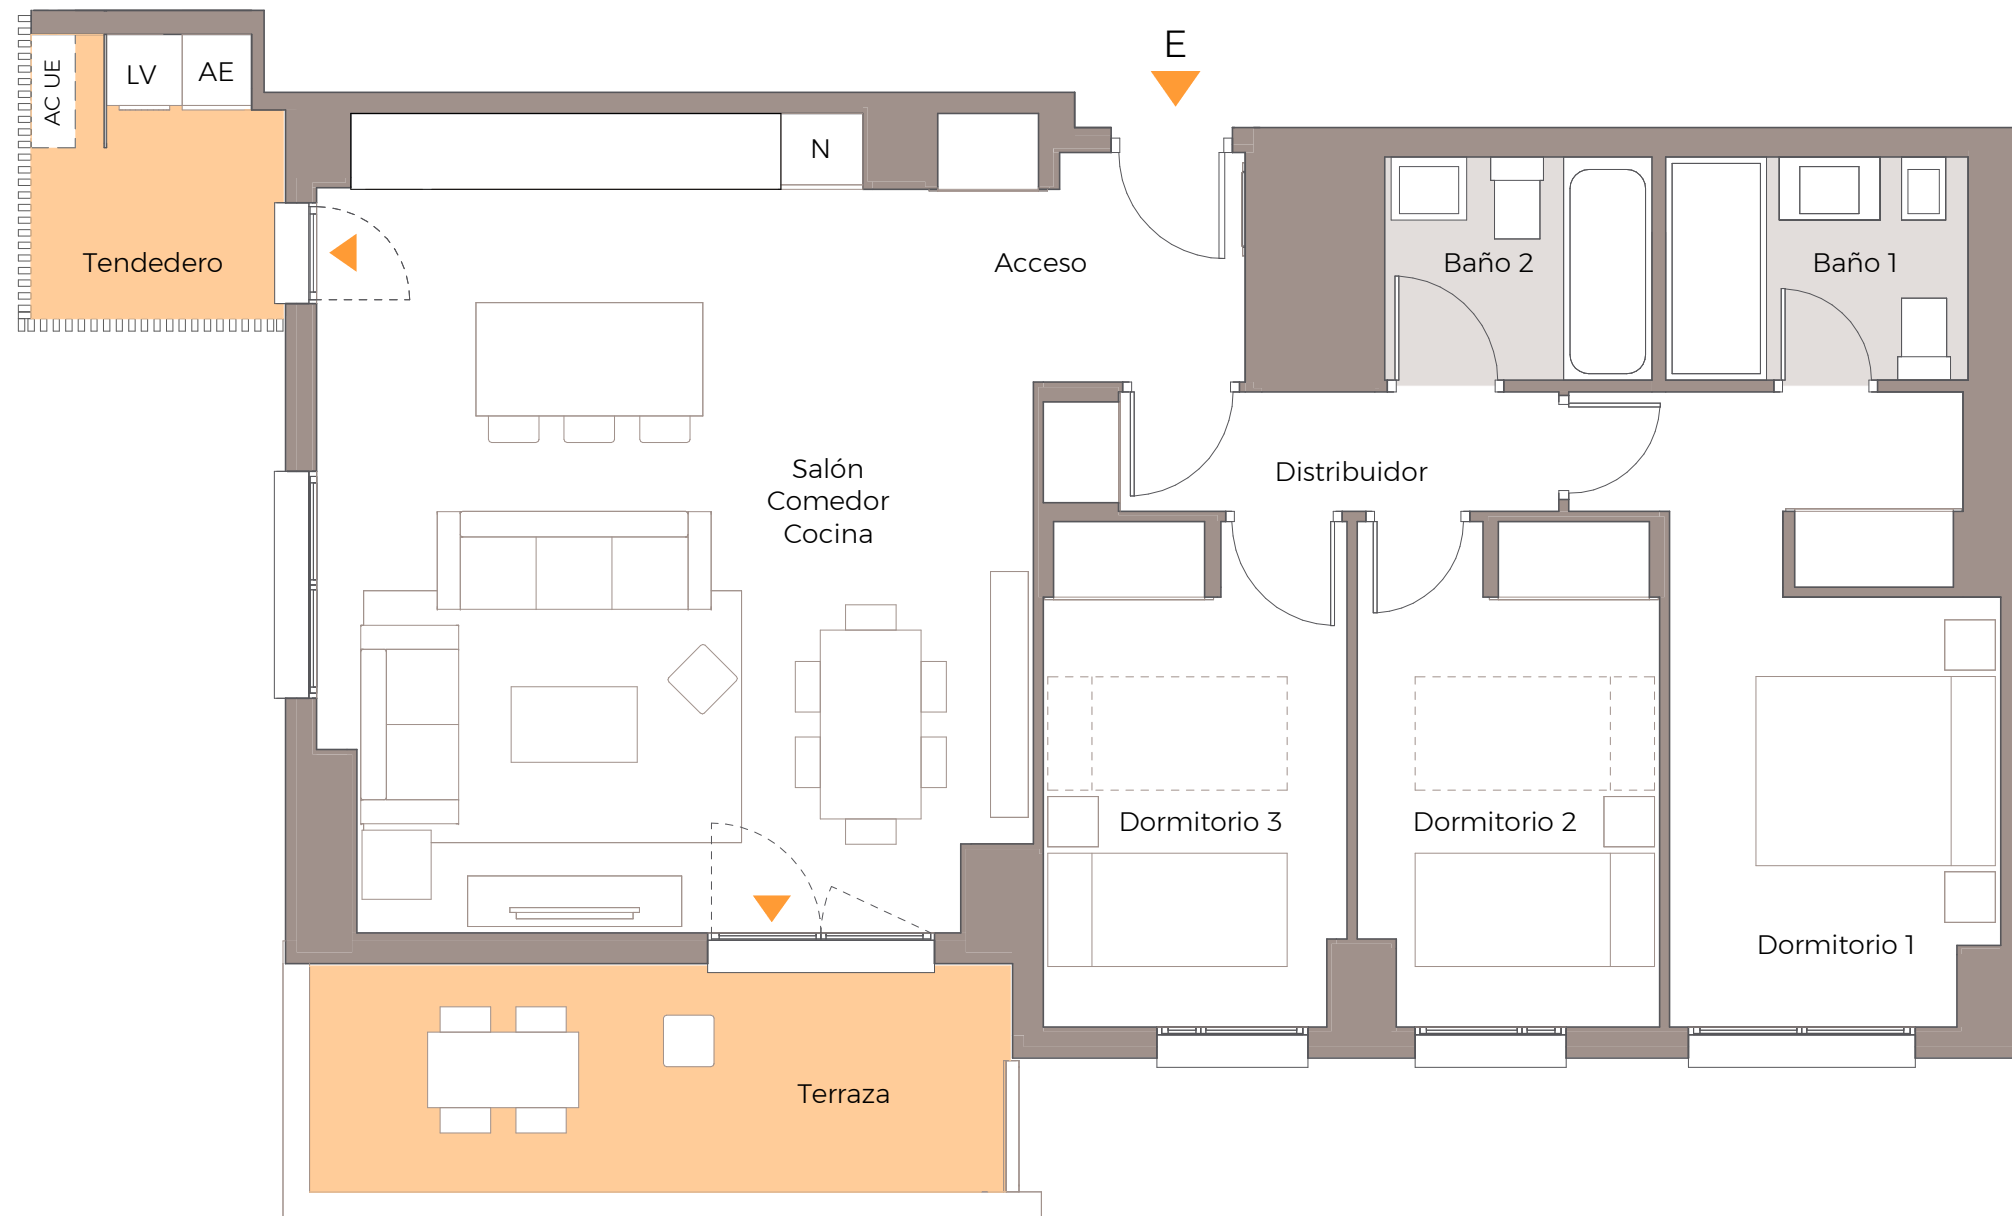 E
AC UE
LV
AE
N
Tendedero
Acceso
Baño 2
Baño 1
Salón
Comedor
Cocina
Distribuidor
Dormitorio 3
Dormitorio 2
Dormitorio 1
Terraza